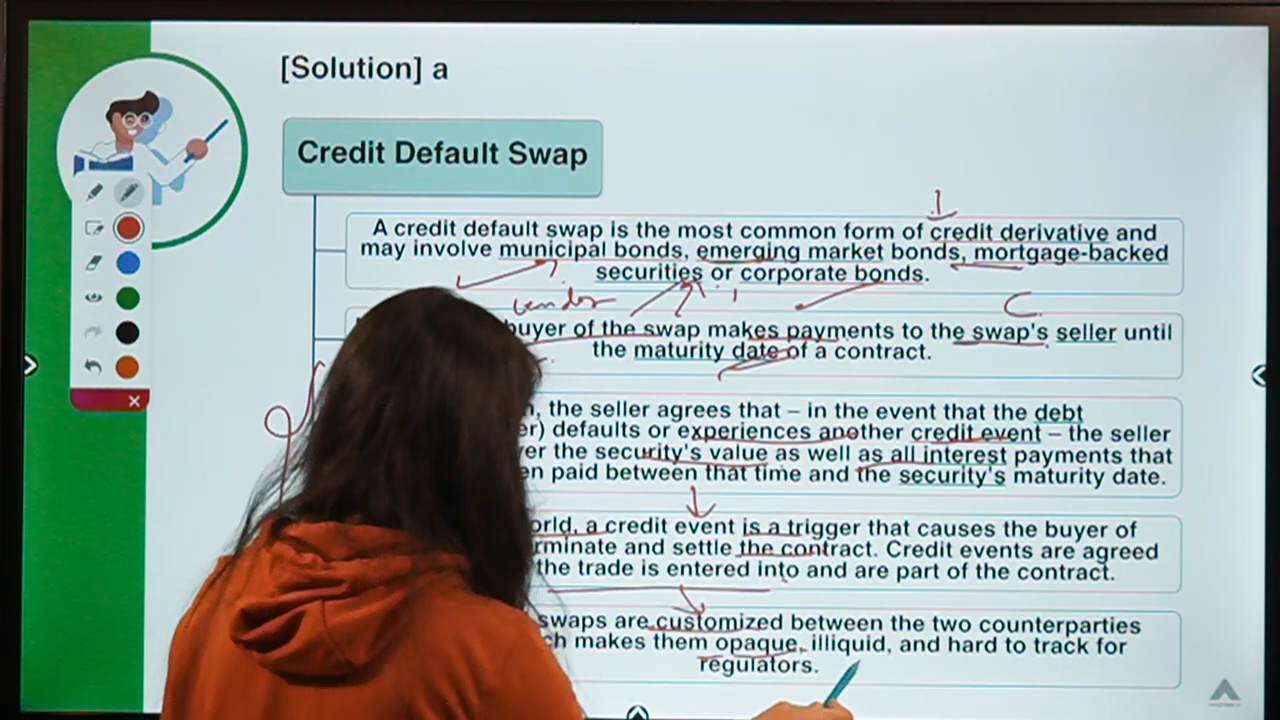 [Solution] a
Credit Default Swap
A credit default swap is the most common form of credit derivative and
may involve municipal bonds, emerging market bonds, mortgage-backed
securities or corporate bonds.
buyer of the swap makes payments to the swap's seller until
the maturity date of a contract.
the seller agrees that – in the event that the debt
defaults or experiences another credit event – the seller
the security's value as well as all interest payments that
paid between that time and the security's maturity date.
a credit event is a trigger that causes the buyer of
and settle the contract. Credit events are agreed
the trade is entered into and are part of the contract.
swaps are customized between the two counterparties
makes them opaque, illiquid, and hard to track for
regulators.